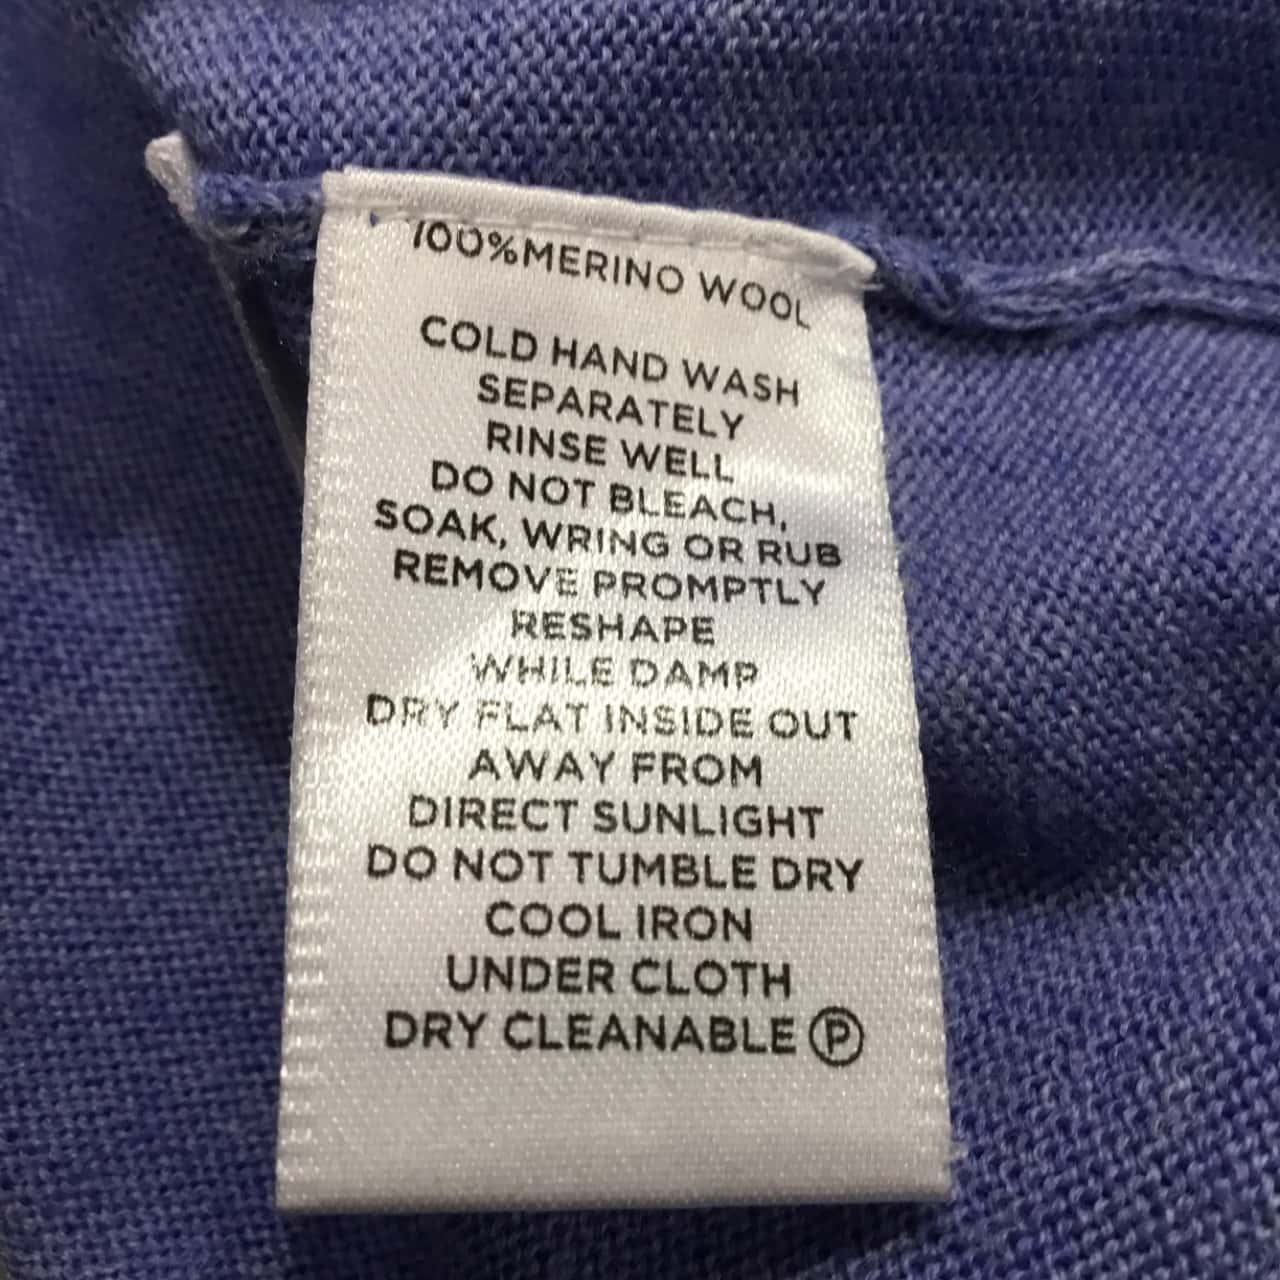 100%MERINO WOOL
COLD HAND WASH
SEPARATELY
RINSE WELL
DO NOT BLEACH,
SOAK, WRING OR RUB
REMOVE PROMPTLY
RESHAPE
WHILE DAMP
DRY FLAT INSIDE OUT
AWAY FROM
DIRECT SUNLIGHT
DO NOT TUMBLE DRY
COOL IRON
UNDER CLOTH
DRY CLEANABLE Ⓟ